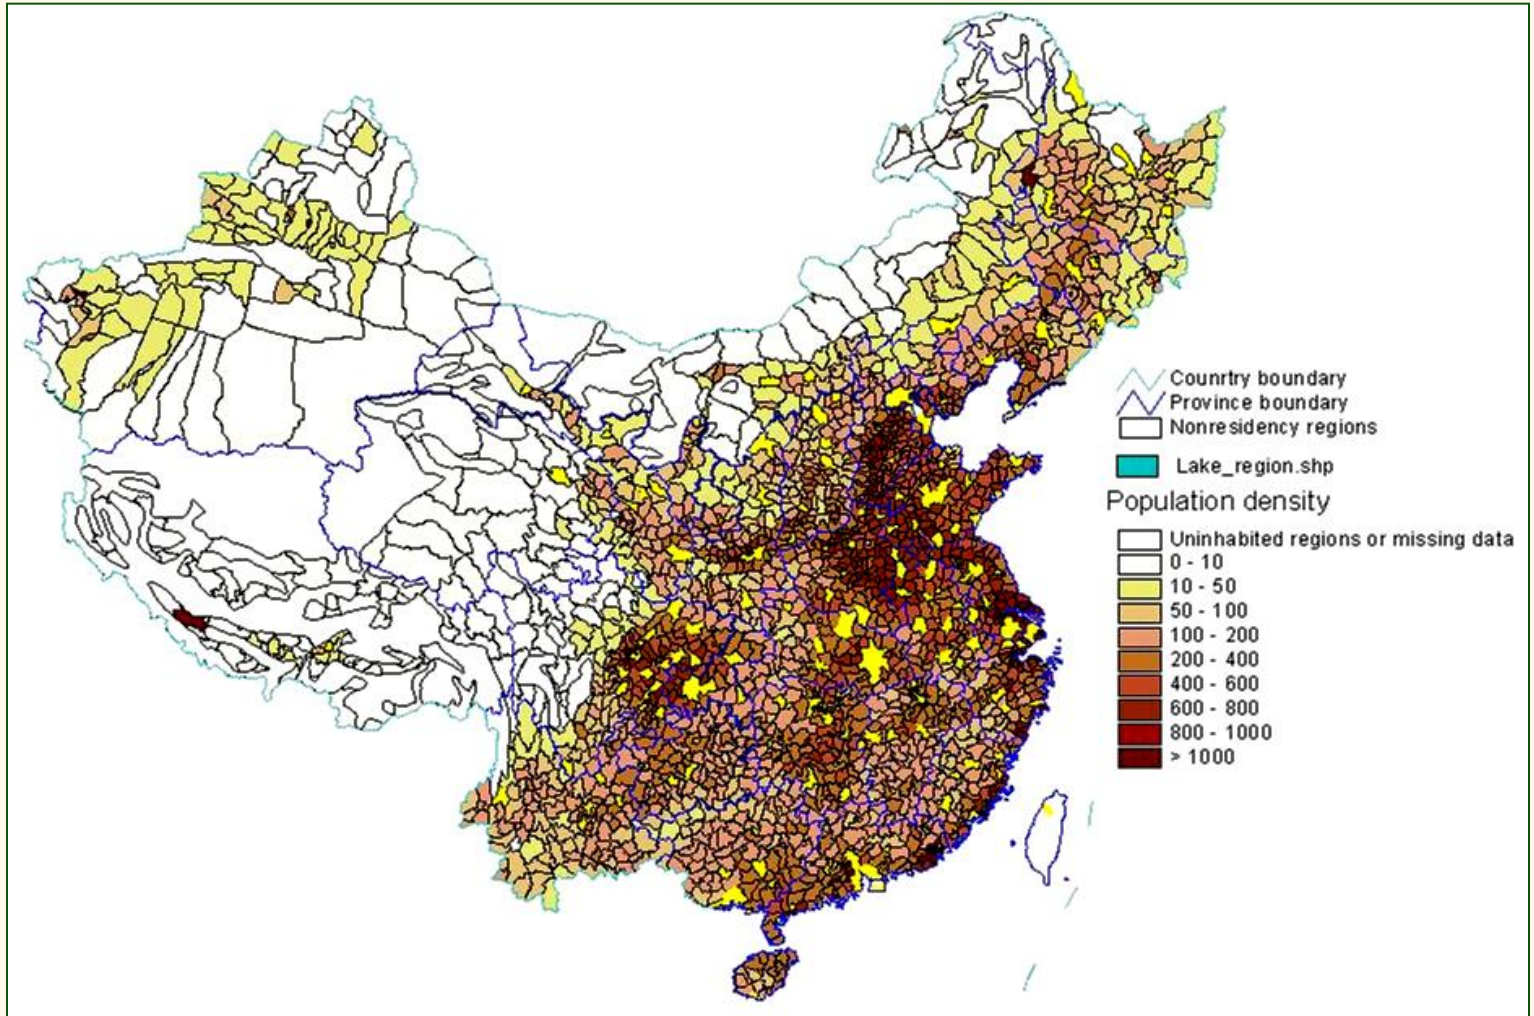 Counrtry boundary
Province boundary
Nonresidency regions
Lake_region.shp
Population density
Uninhabited regions or missing data
0 - 10
10 - 50
50 - 100
100 - 200
200 - 400
400 - 600
600 - 800
800 - 1000
> 1000